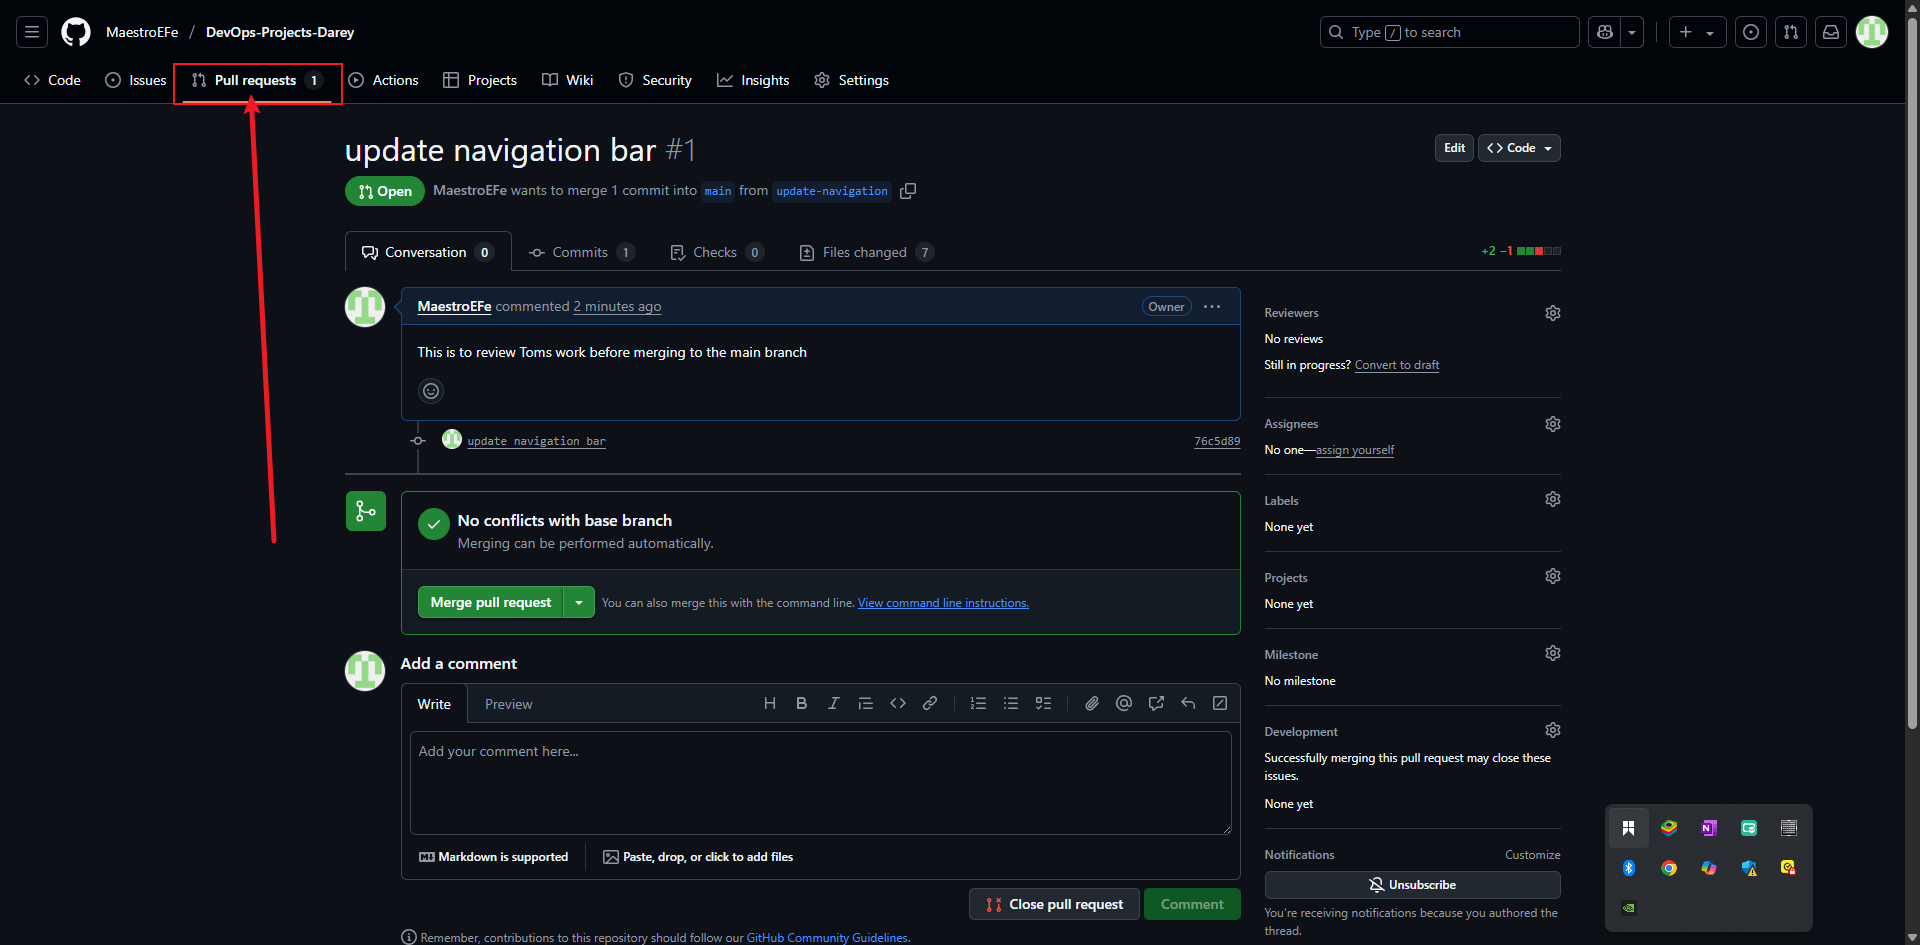 MaestroEFe / DevOps-Projects-Darey
Type / to search
Code
Issues
Pull requests 1
Actions
Projects
Wiki
Security
Insights
Settings
update navigation bar #1
Edit
Code
Open
MaestroEFe wants to merge 1 commit into main from update-navigation
Conversation 0
Commits 1
Checks 0
Files changed 7
+2 −1
MaestroEFe commented 2 minutes ago
Owner
This is to review Toms work before merging to the main branch
update navigation bar
76c5d89
No conflicts with base branch
Merging can be performed automatically.
Merge pull request
You can also merge this with the command line. View command line instructions.
Add a comment
Write
Preview
Add your comment here...
Markdown is supported
Paste, drop, or click to add files
Close pull request
Comment
Remember, contributions to this repository should follow our GitHub Community Guidelines.
Reviewers
No reviews
Still in progress? Convert to draft
Assignees
No one—assign yourself
Labels
None yet
Projects
None yet
Milestone
No milestone
Development
Successfully merging this pull request may close these
issues.
None yet
Notifications
Customize
Unsubscribe
You're receiving notifications because you authored the
thread.